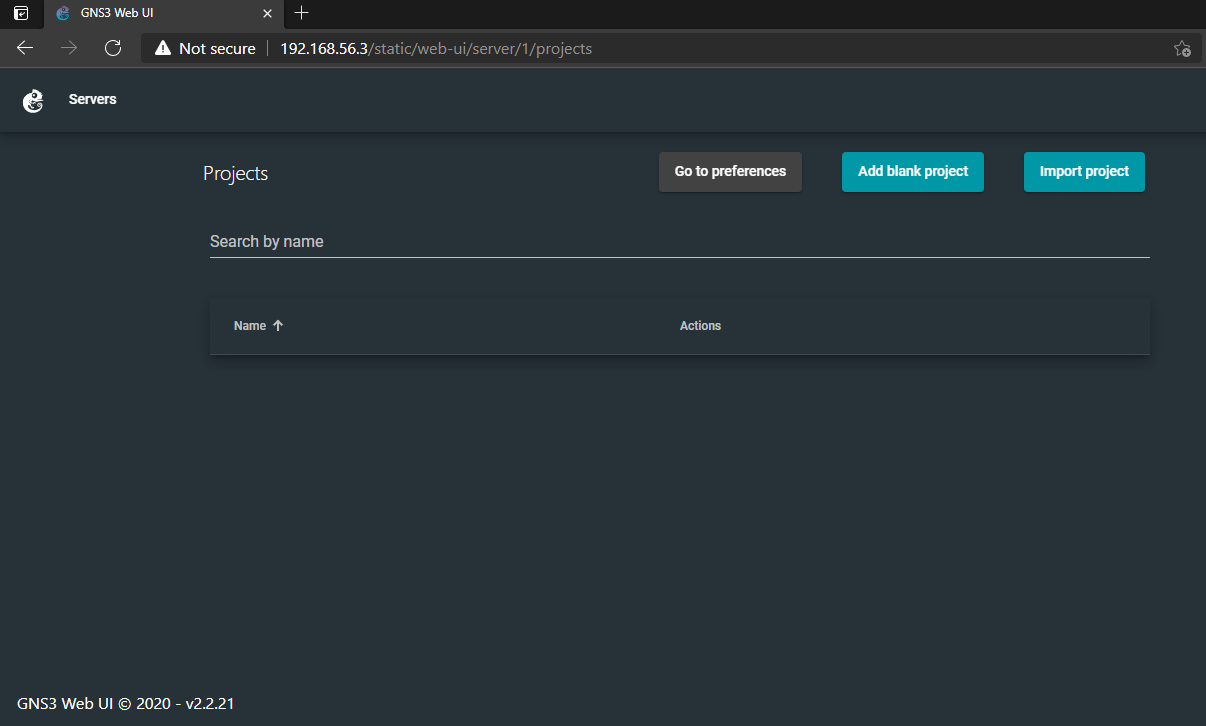 GNS3 Web UI
Not secure 192.168.56.3/static/web-ui/server/1/projects
Servers
Projects
Go to preferences
Add blank project
Import project
Search by name
Name Actions
GNS3 Web UI © 2020 - v2.2.21